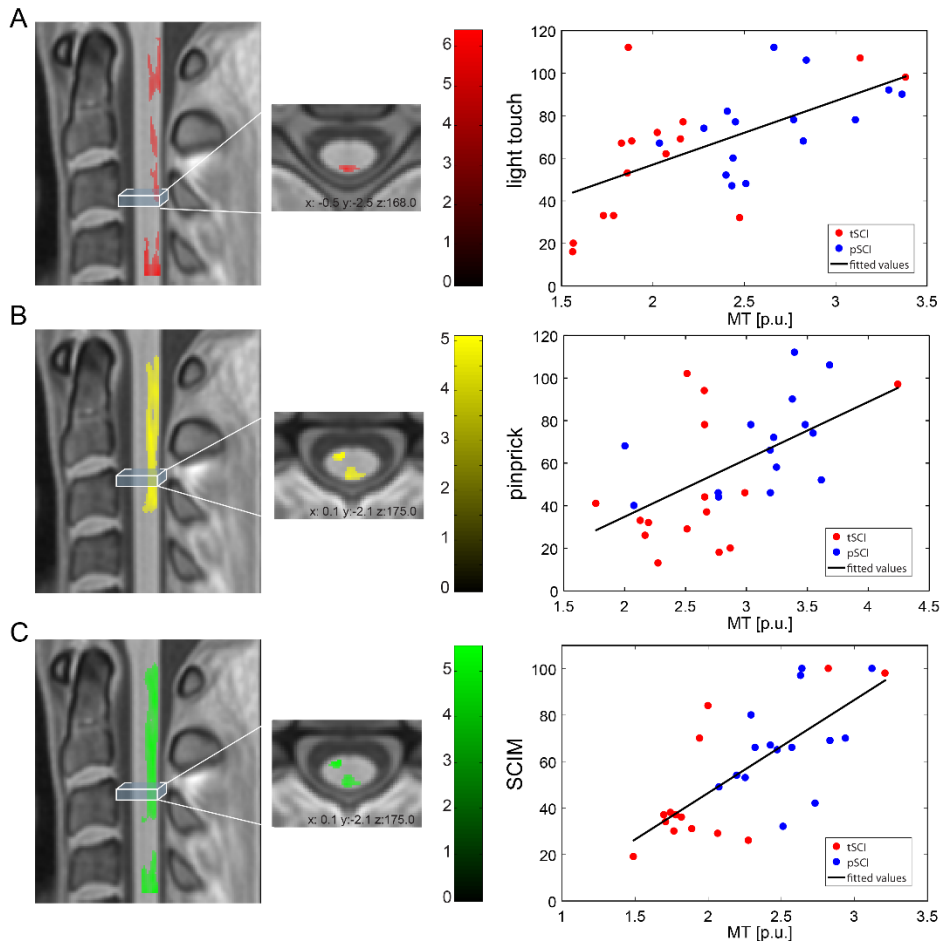 A
6
5
4
3
2
1
0
x: -0.5 y:-2.5 z:168.0
light touch
120
100
80
60
40
20
0
tSCI
pSCI
fitted values
1.5 2 2.5 3 3.5
MT [p.u.]
B
5
4
3
2
1
0
x: 0.1 y:-2.1 z:175.0
pinprick
120
100
80
60
40
20
0
tSCI
pSCI
fitted values
1.5 2 2.5 3 3.5 4 4.5
MT [p.u.]
C
5
4
3
2
1
0
x: 0.1 y:-2.1 z:175.0
SCIM
100
80
60
40
20
0
tSCI
pSCI
fitted values
1 1.5 2 2.5 3 3.5
MT [p.u.]